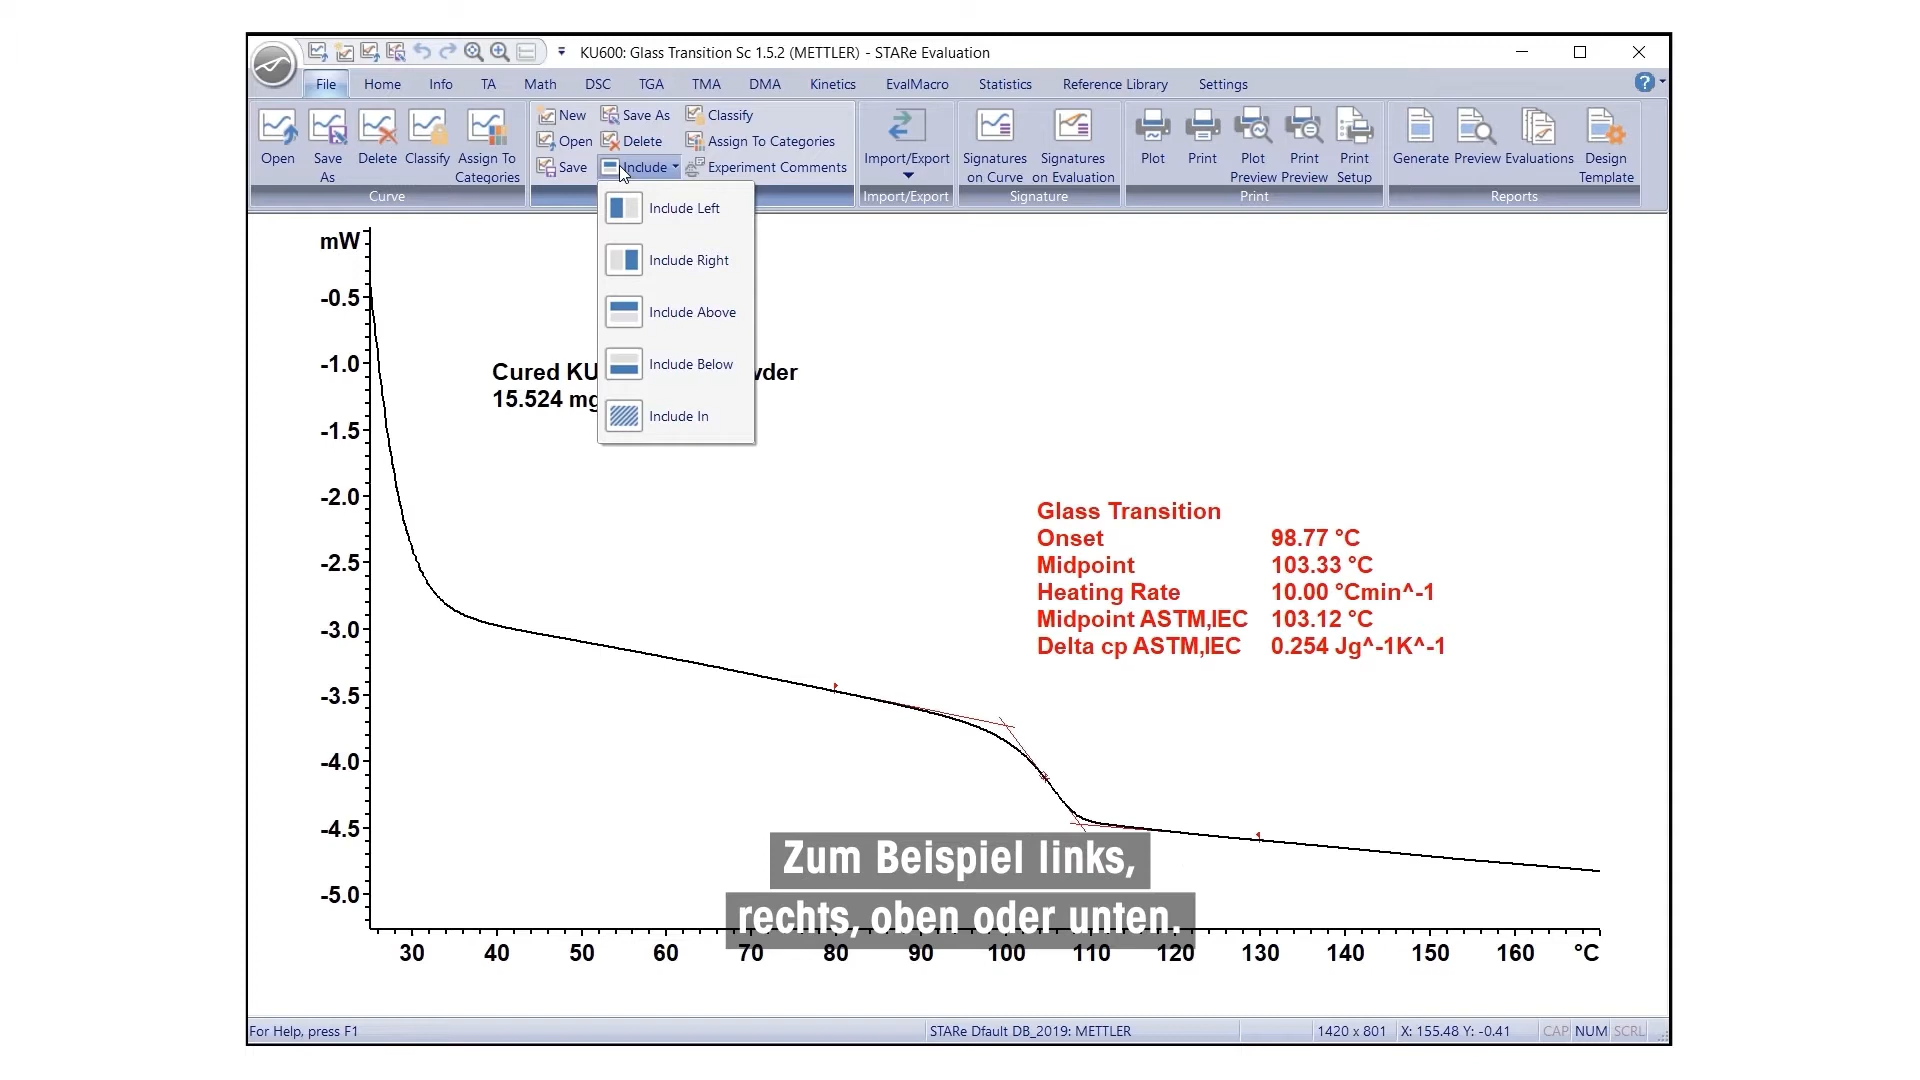 KU600: Glass Transition Sc 1.5.2 (METTLER) - STARe Evaluation
File Home Info TA Math DSC TGA TMA DMA Kinetics EvalMacro Statistics Reference Library Settings
Open Save As Delete Classify Assign To Categories
Curve
New Save As Classify
Open Delete Assign To Categories
Save Include Experiment Comments
Import/Export
Import/Export
Signatures on Curve Signatures on Evaluation
Signature
Plot Print Plot Preview Print Preview Print Setup
Print
Generate Preview Evaluations Design Template
Reports
Include Left
Include Right
Include Above
Include Below
Include In
mW
-0.5
-1.0
-1.5
-2.0
-2.5
-3.0
-3.5
-4.0
-4.5
-5.0
Cured KU
15.524 mg
Glass Transition
Onset 98.77 °C
Midpoint 103.33 °C
Heating Rate 10.00 °Cmin^-1
Midpoint ASTM,IEC 103.12 °C
Delta cp ASTM,IEC 0.254 Jg^-1K^-1
Zum Beispiel links,
rechts, oben oder unten.
30 40 50 60 70 80 90 100 110 120 130 140 150 160 °C
For Help, press F1 STARe Dfault DB_2019: METTLER 1420 x 801 X: 155.48 Y: -0.41 CAP NUM SCRL